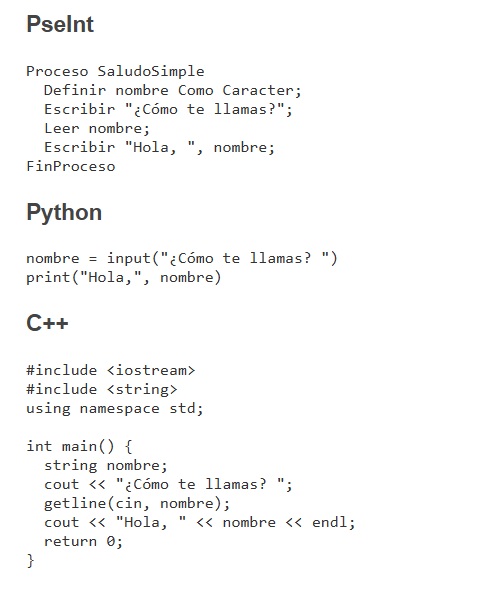 PseInt
Proceso SaludoSimple
  Definir nombre Como Caracter;
  Escribir "¿Cómo te llamas?";
  Leer nombre;
  Escribir "Hola, ", nombre;
FinProceso
Python
nombre = input("¿Cómo te llamas? ")
print("Hola,", nombre)
C++
#include <iostream>
#include <string>
using namespace std;
int main() {
  string nombre;
  cout << "¿Cómo te llamas? ";
  getline(cin, nombre);
  cout << "Hola, " << nombre << endl;
  return 0;
}